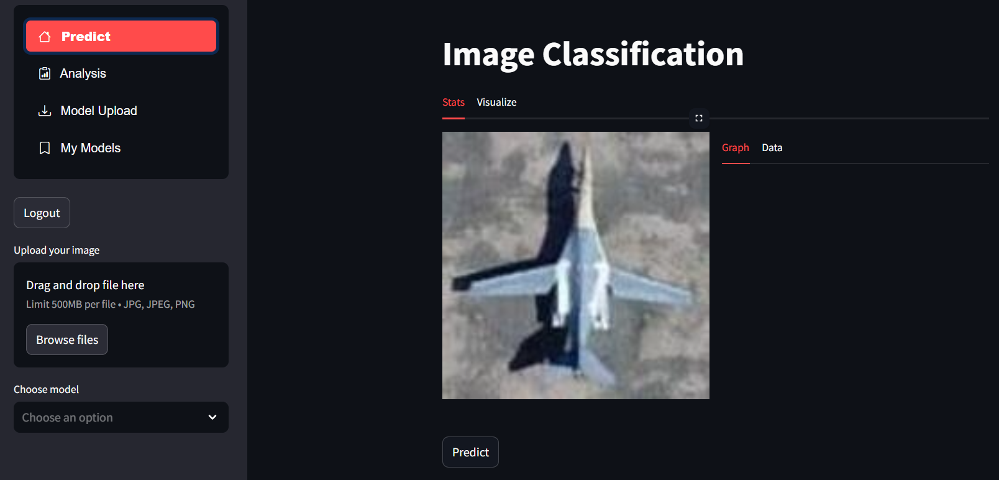 Predict
Analysis
Model Upload
My Models
Logout
Upload your image
Drag and drop file here
Limit 500MB per file • JPG, JPEG, PNG
Browse files
Choose model
Choose an option
Image Classification
Stats Visualize
Graph Data
Predict